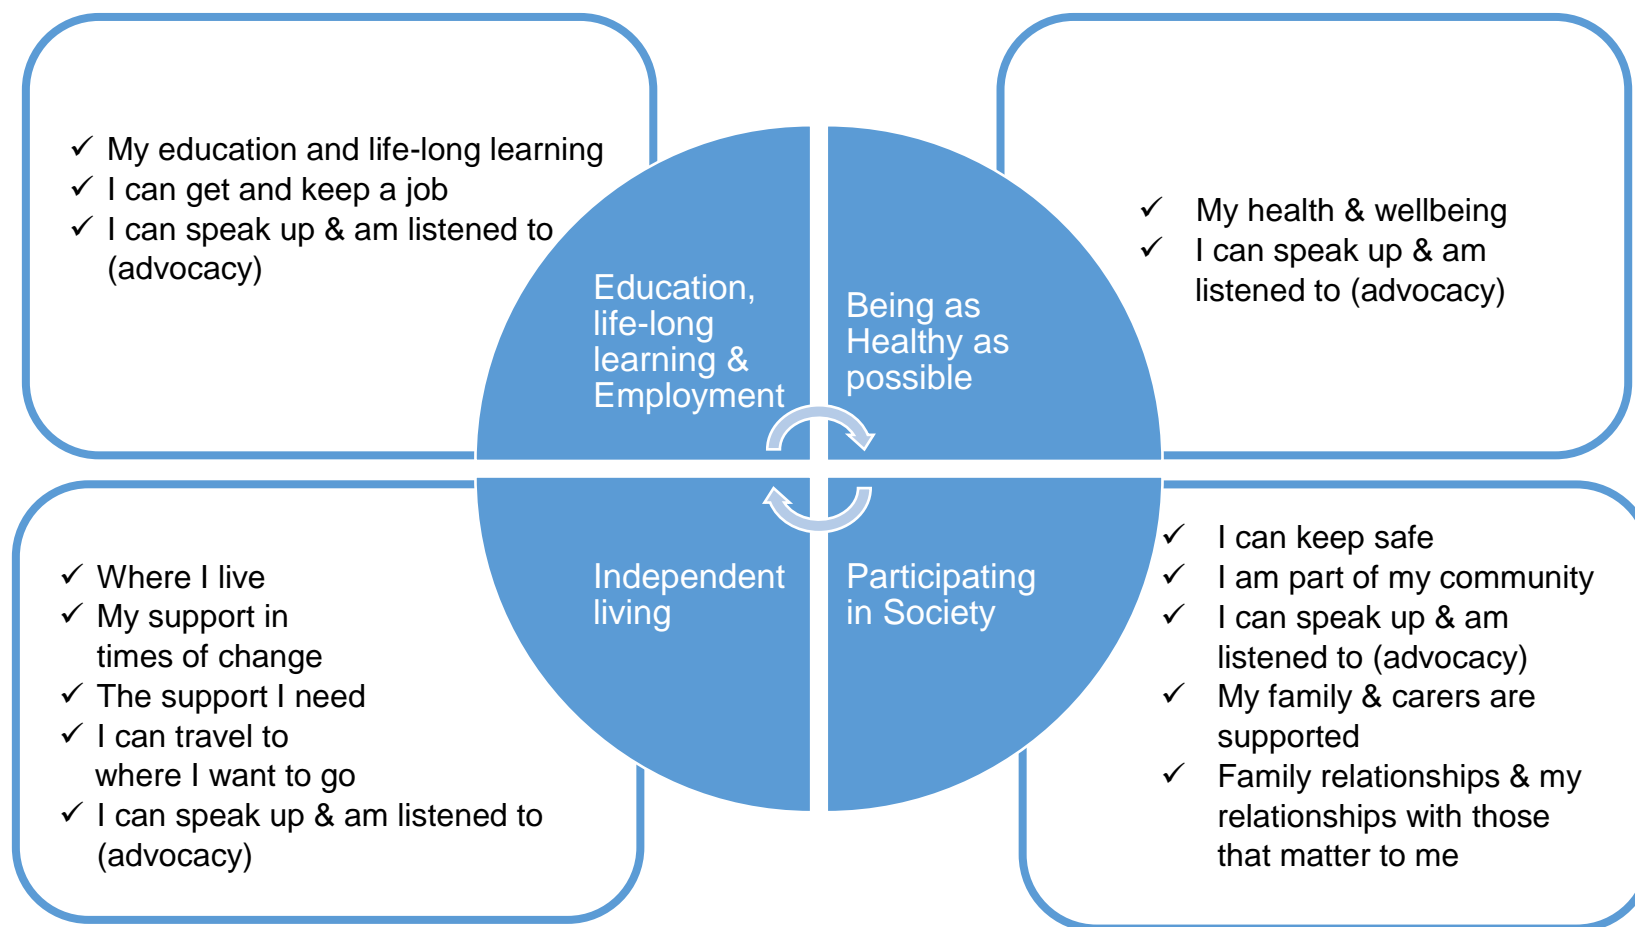 ✓ My education and life-long learning
✓ I can get and keep a job
✓ I can speak up & am listened to
(advocacy)
Education,
life-long
learning &
Employment
Being as
Healthy as
possible
✓ My health & wellbeing
✓ I can speak up & am
listened to (advocacy)
✓ Where I live
✓ My support in
times of change
✓ The support I need
✓ I can travel to
where I want to go
✓ I can speak up & am listened to
(advocacy)
Independent
living
Participating
in Society
✓ I can keep safe
✓ I am part of my community
✓ I can speak up & am
listened to (advocacy)
✓ My family & carers are
supported
✓ Family relationships & my
relationships with those
that matter to me